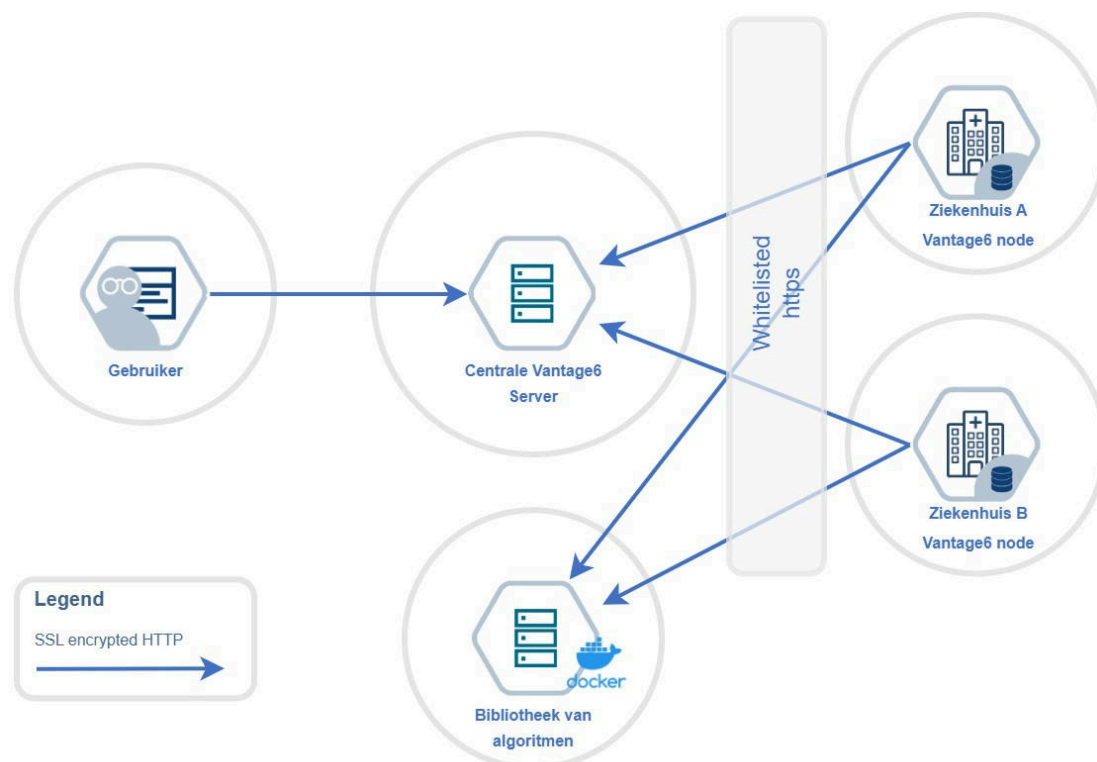 Ziekenhuis A
Vantage6 node
Whitelisted
https
Gebruiker
Centrale Vantage6
Server
Ziekenhuis B
Vantage6 node
Legend
SSL encrypted HTTP
docker
Bibliotheek van
algoritmen